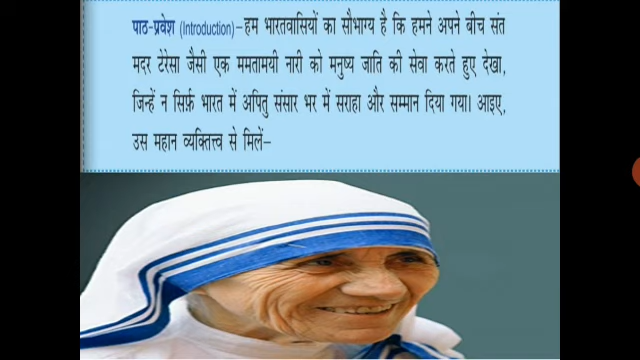 पाठ-प्रवेश (Introduction)–हम भारतवासियों का सौभाग्य है कि हमने अपने बीच संत
मदर टेरेसा जैसी एक ममतामयी नारी को मनुष्य जाति की सेवा करते हुए देखा,
जिन्हें न सिर्फ़ भारत में अपितु संसार भर में सराहा और सम्मान दिया गया। आइए,
उस महान व्यक्तित्त्व से मिलें–